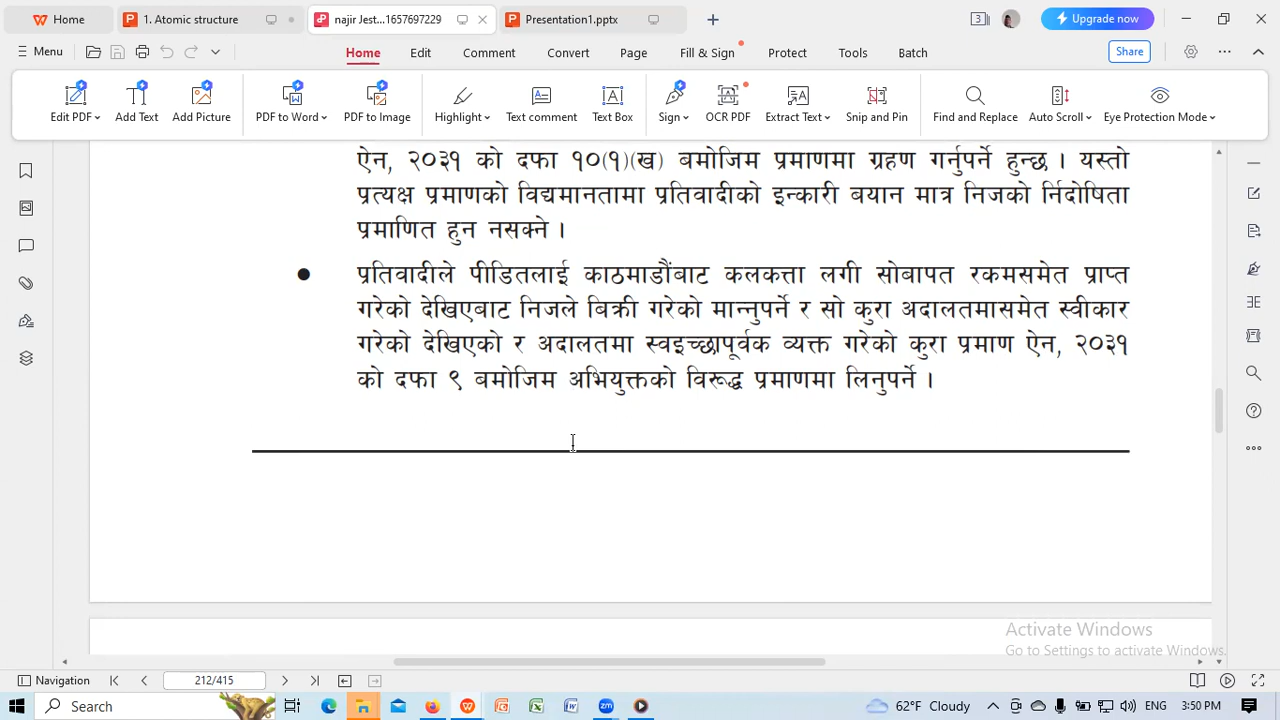 Home
1. Atomic structure
najir Jest...1657697229
Presentation1.pptx
3
Upgrade now
Menu
Home
Edit
Comment
Convert
Page
Fill & Sign
Protect
Tools
Batch
Share
Edit PDF
Add Text
Add Picture
PDF to Word
PDF to Image
Highlight
Text comment
Text Box
Sign
OCR PDF
Extract Text
Snip and Pin
Find and Replace
Auto Scroll
Eye Protection Mode
ऐन, २०३१ को दफा १०(१)(ख) बमोजिम प्रमाणमा ग्रहण गर्नुपर्ने हुन्छ । यस्तो
प्रत्यक्ष प्रमाणको विद्यमानतामा प्रतिवादीको इन्कारी बयान मात्र निजको र्निदोषिता
प्रमाणित हुन नसक्ने ।
● प्रतिवादीले पीडितलाई काठमाडौंबाट कलकत्ता लगी सोबापत रकमसमेत प्राप्त
गरेको देखिएबाट निजले बिक्री गरेको मान्नुपर्ने र सो कुरा अदालतमासमेत स्वीकार
गरेको देखिएको र अदालतमा स्वइच्छापूर्वक व्यक्त गरेको कुरा प्रमाण ऐन, २०३१
को दफा ९ बमोजिम अभियुक्तको विरूद्ध प्रमाणमा लिनुपर्ने ।
Activate Windows
Go to Settings to activate Windows.
Navigation
212/415
Search
62°F Cloudy
ENG
3:50 PM